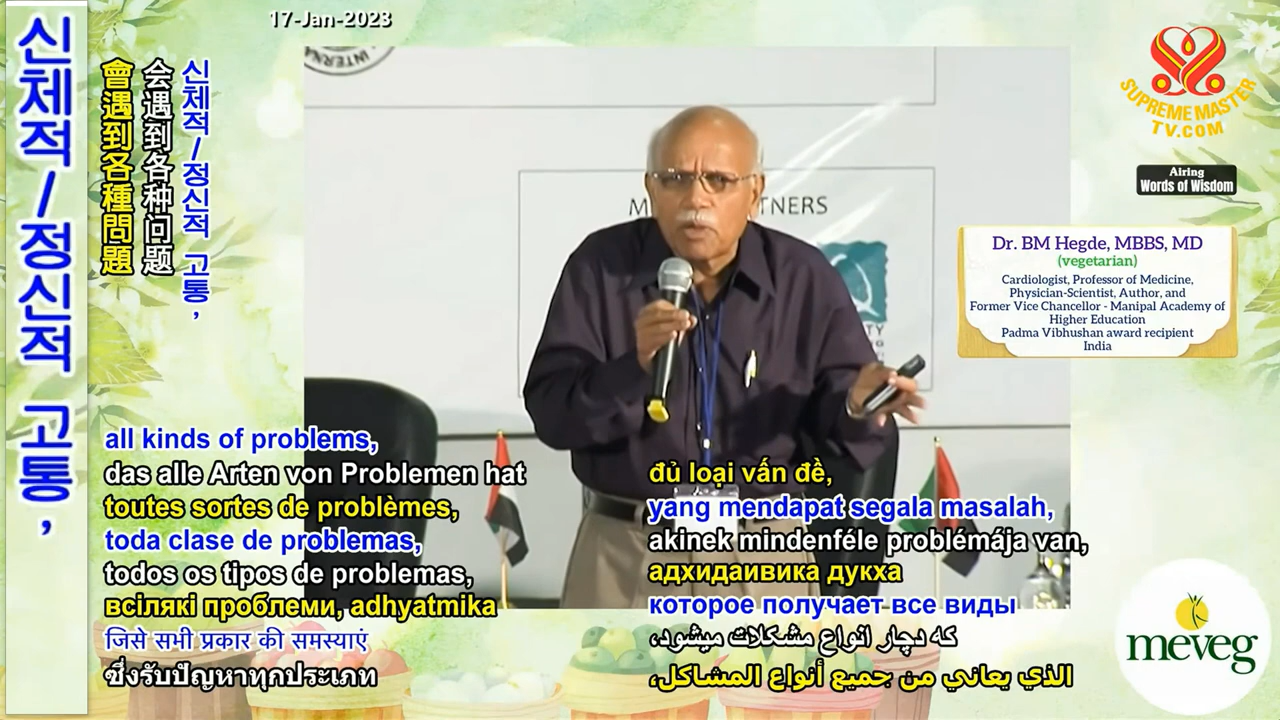 17-Jan-2023
신체적/정신적 고통,
會遇到各種問題
会遇到各种问题
신체적/정신적 고통,
INTERNA
TNERS
SUPREME MASTER
TV.COM
Airing
Words of Wisdom
Dr. BM Hegde, MBBS, MD
(vegetarian)
Cardiologist, Professor of Medicine,
Physician-Scientist, Author, and
Former Vice Chancellor - Manipal Academy of
Higher Education
Padma Vibhushan award recipient
India
all kinds of problems,
das alle Arten von Problemen hat
toutes sortes de problèmes,
toda clase de problemas,
todos os tipos de problemas,
всілякі проблеми, adhyatmika
जिसे सभी प्रकार की समस्याएं
ซึ่งรับปัญหาทุกประเภท
đủ loại vấn đề,
yang mendapat segala masalah,
akinek mindenféle problémája van,
адхидаивика дукха
которое получает все виды
که دچار انواع مشکلات میشود،
الذي يعاني من جميع أنواع المشاكل،
meveg